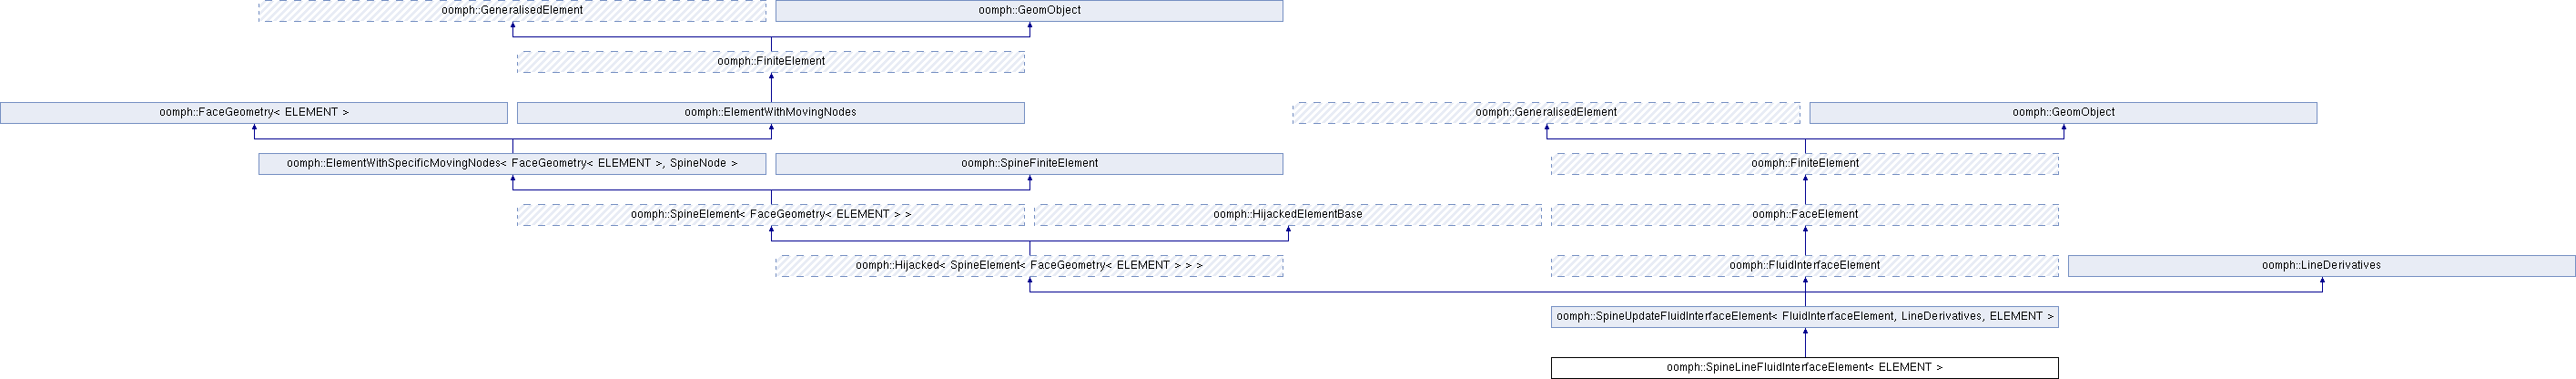 oomph::GeneralisedElement oomph::GeomObject
oomph::FiniteElement
oomph::FaceGeometry< ELEMENT > oomph::ElementWithMovingNodes oomph::GeneralisedElement oomph::GeomObject
oomph::ElementWithSpecificMovingNodes< FaceGeometry< ELEMENT >, SpineNode > oomph::SpineFiniteElement oomph::FiniteElement
oomph::SpineElement< FaceGeometry< ELEMENT > > oomph::HijackedElementBase oomph::FaceElement
oomph::Hijacked< SpineElement< FaceGeometry< ELEMENT > > > oomph::FluidInterfaceElement oomph::LineDerivatives
oomph::SpineUpdateFluidInterfaceElement< FluidInterfaceElement, LineDerivatives, ELEMENT >
oomph::SpineLineFluidInterfaceElement< ELEMENT >